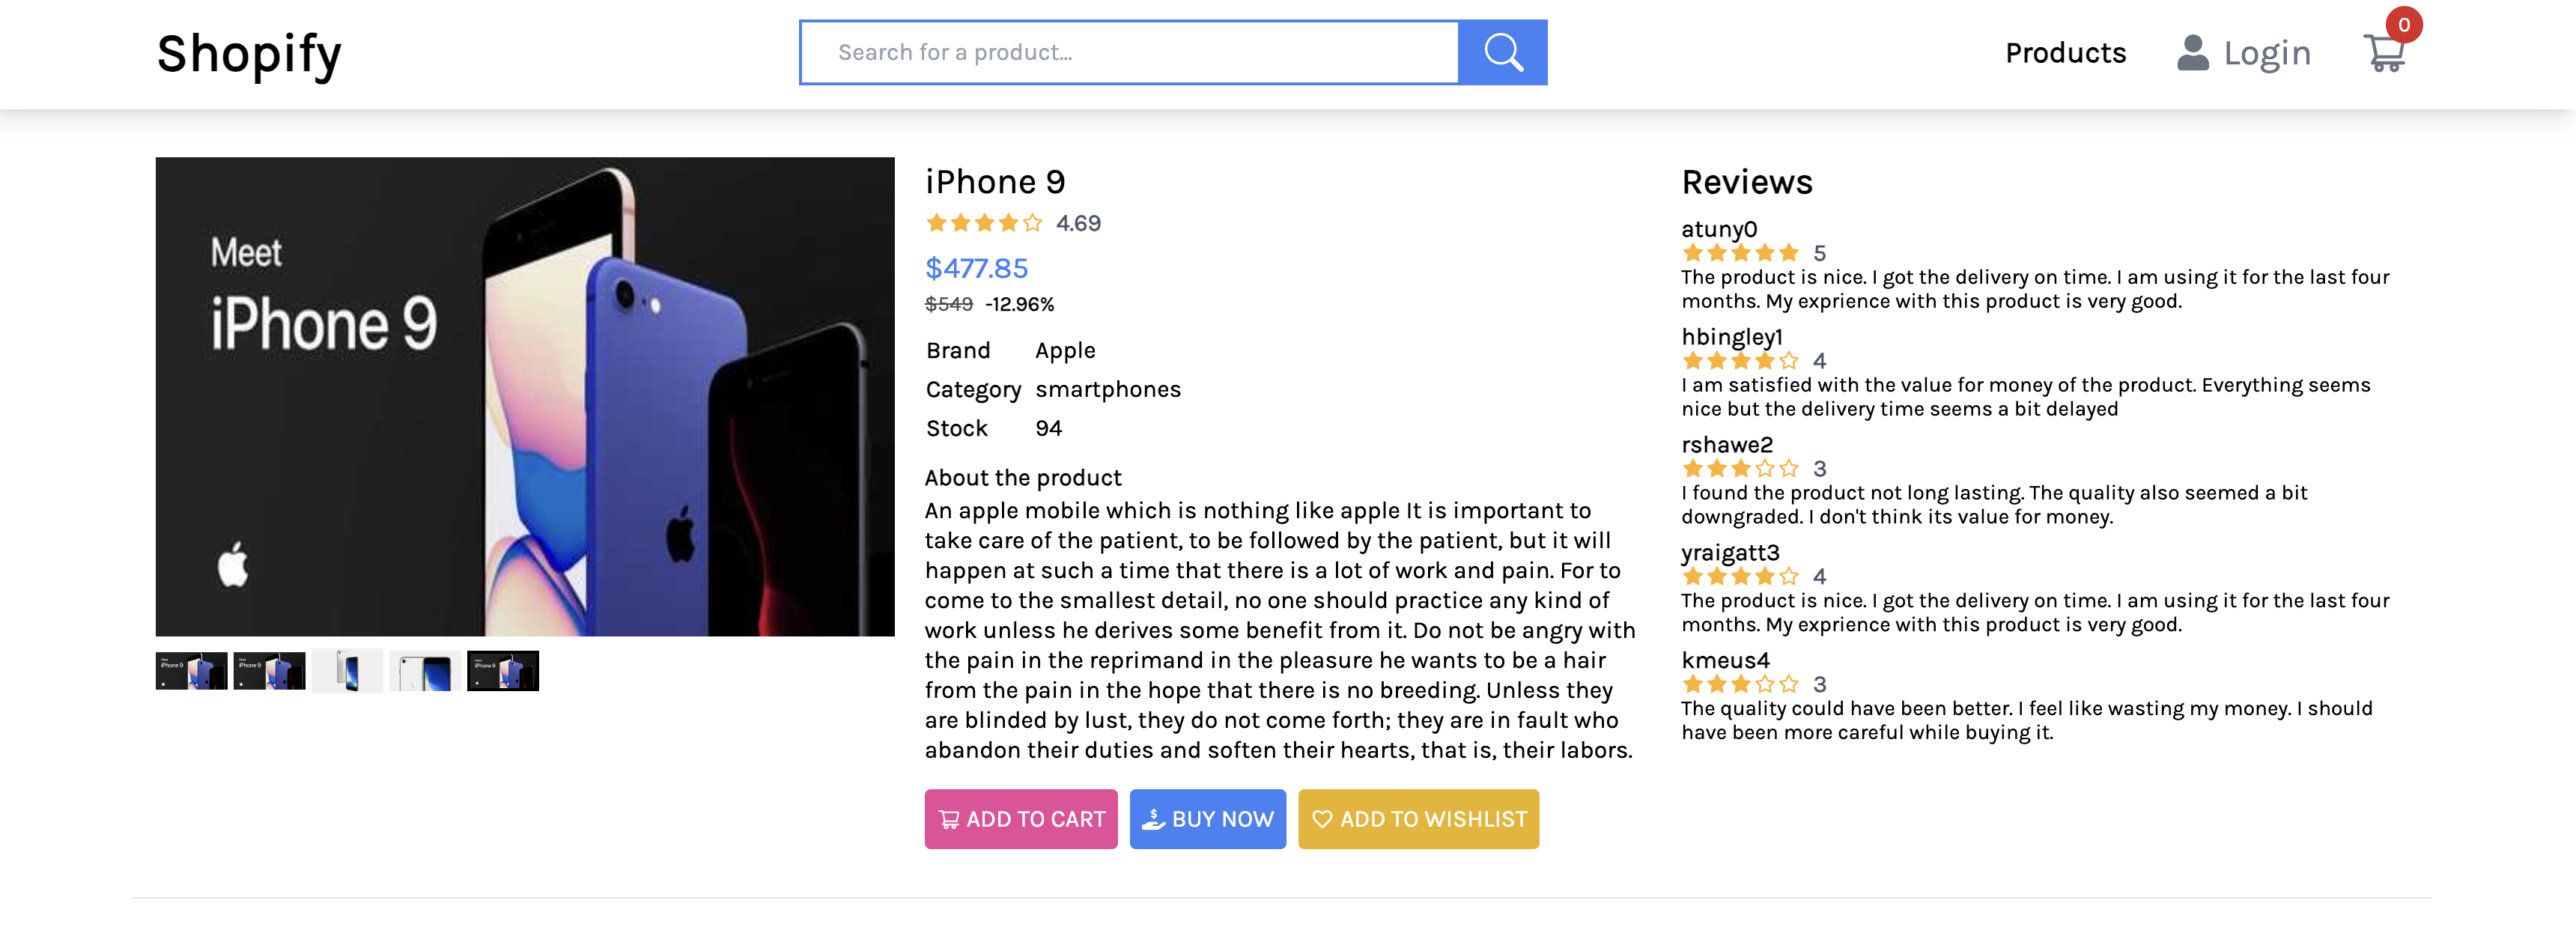 Shopify
Search for a product...
Products
Login
0
Meet
iPhone 9
iPhone 9
4.69
$477.85
$549 -12.96%
Brand Apple
Category smartphones
Stock 94
About the product
An apple mobile which is nothing like apple It is important to
take care of the patient, to be followed by the patient, but it will
happen at such a time that there is a lot of work and pain. For to
come to the smallest detail, no one should practice any kind of
work unless he derives some benefit from it. Do not be angry with
the pain in the reprimand in the pleasure he wants to be a hair
from the pain in the hope that there is no breeding. Unless they
are blinded by lust, they do not come forth; they are in fault who
abandon their duties and soften their hearts, that is, their labors.
ADD TO CART
BUY NOW
ADD TO WISHLIST
Reviews
atuny0
5
The product is nice. I got the delivery on time. I am using it for the last four
months. My exprience with this product is very good.
hbingley1
4
I am satisfied with the value for money of the product. Everything seems
nice but the delivery time seems a bit delayed
rshawe2
3
I found the product not long lasting. The quality also seemed a bit
downgraded. I don't think its value for money.
yraigatt3
4
The product is nice. I got the delivery on time. I am using it for the last four
months. My exprience with this product is very good.
kmeus4
3
The quality could have been better. I feel like wasting my money. I should
have been more careful while buying it.
iPhone 9
iPhone 9
iPhone 9